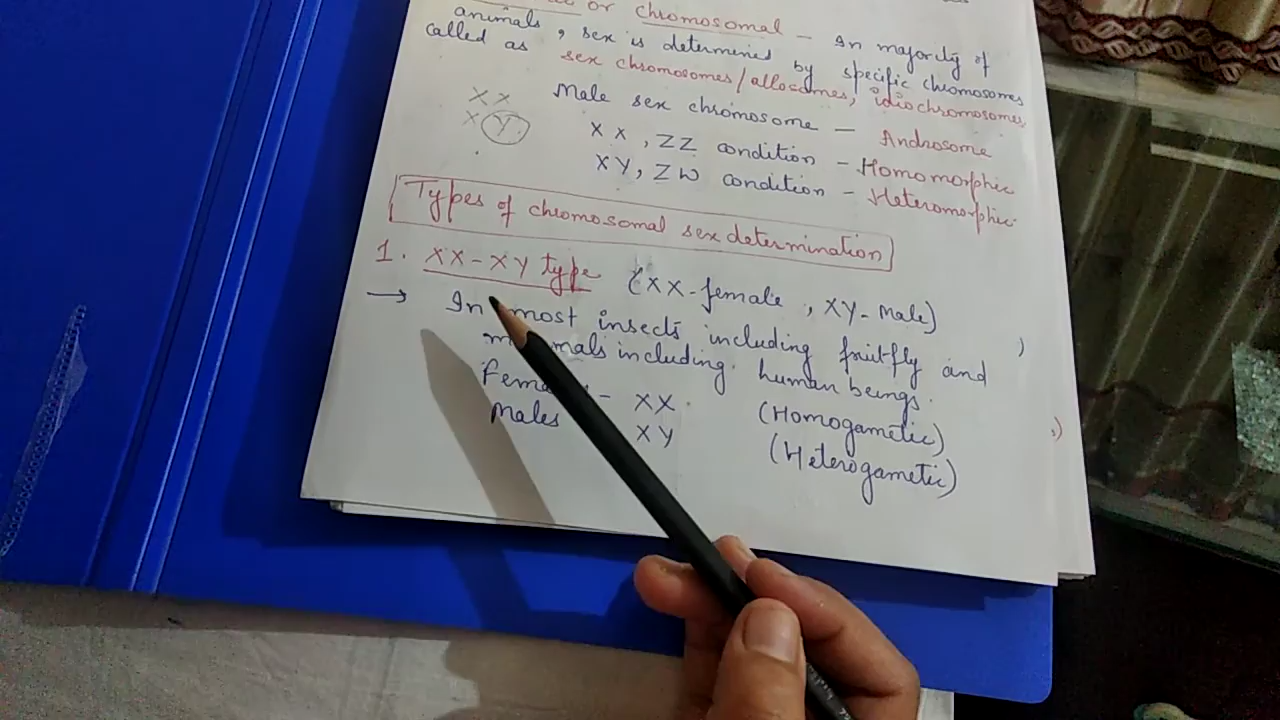 or chromosomal - In majority of
animals, sex is determined by specific chromosomes
called as sex chromosomes/allosomes, idiochromosomes,
XX Male sex chromosome - Androsome
XY XX, ZZ condition - Homomorphic
XY, ZW condition - Heteromorphic
Types of chromosomal sex determination
1. XX-XY type (XX-female, XY-Male)
→ In most insects including fruitfly and
mammals including human beings.
- XX (Homogametic)
Males XY (Heterogametic)